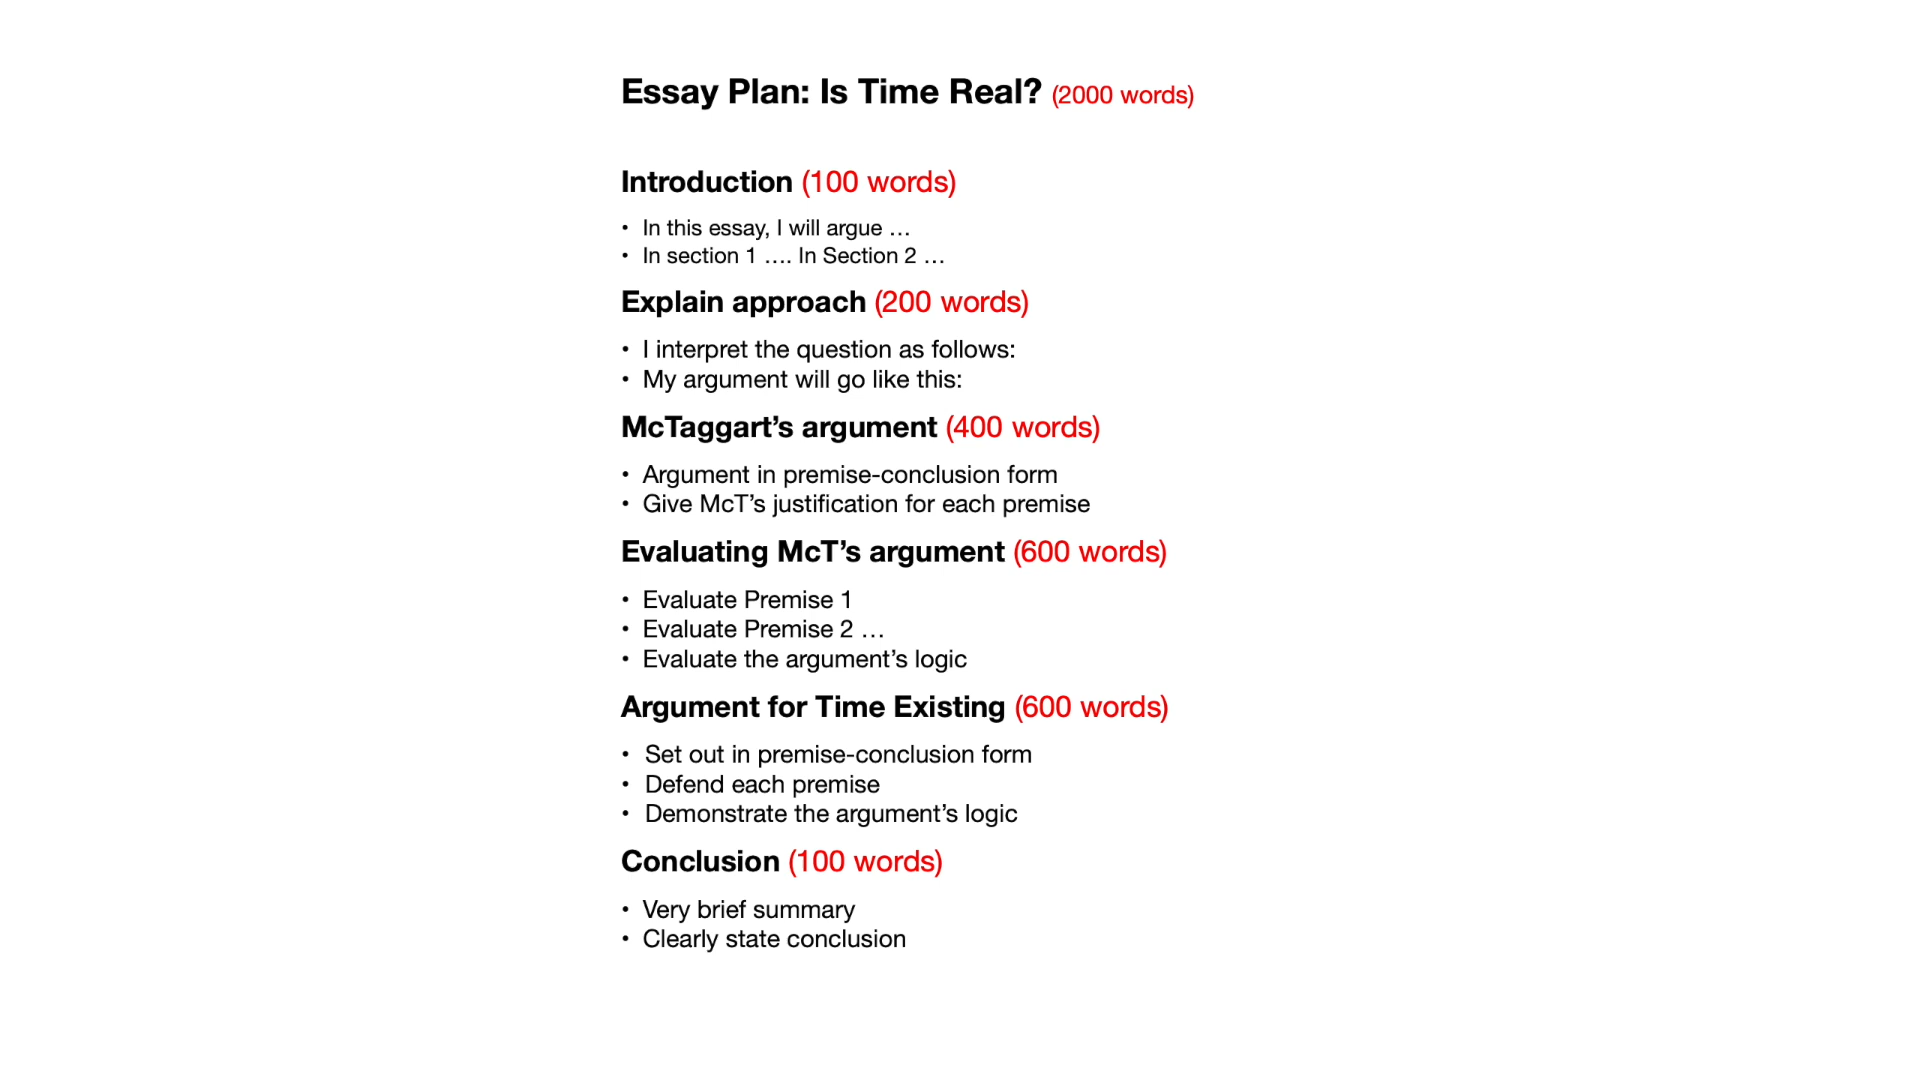 Essay Plan: Is Time Real? (2000 words)
Introduction (100 words)
• In this essay, I will argue …
• In section 1 …. In Section 2 …
Explain approach (200 words)
• I interpret the question as follows:
• My argument will go like this:
McTaggart’s argument (400 words)
• Argument in premise-conclusion form
• Give McT’s justification for each premise
Evaluating McT’s argument (600 words)
• Evaluate Premise 1
• Evaluate Premise 2 …
• Evaluate the argument’s logic
Argument for Time Existing (600 words)
• Set out in premise-conclusion form
• Defend each premise
• Demonstrate the argument’s logic
Conclusion (100 words)
• Very brief summary
• Clearly state conclusion